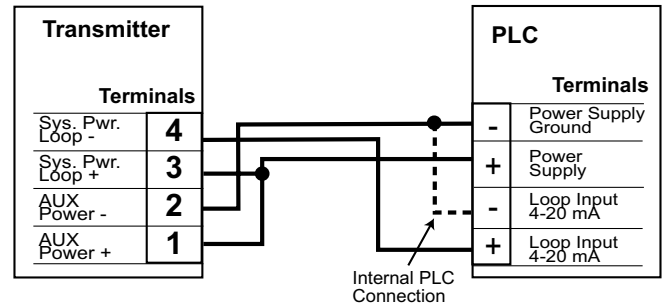 Transmitter
Terminals
Sys. Pwr.
Loop -
4
Sys. Pwr.
Loop +
3
AUX
Power -
2
AUX
Power +
1
PLC
Terminals
-
Power Supply
Ground
+
Power
Supply
-
Loop Input
4-20 mA
+
Loop Input
4-20 mA
Internal PLC
Connection